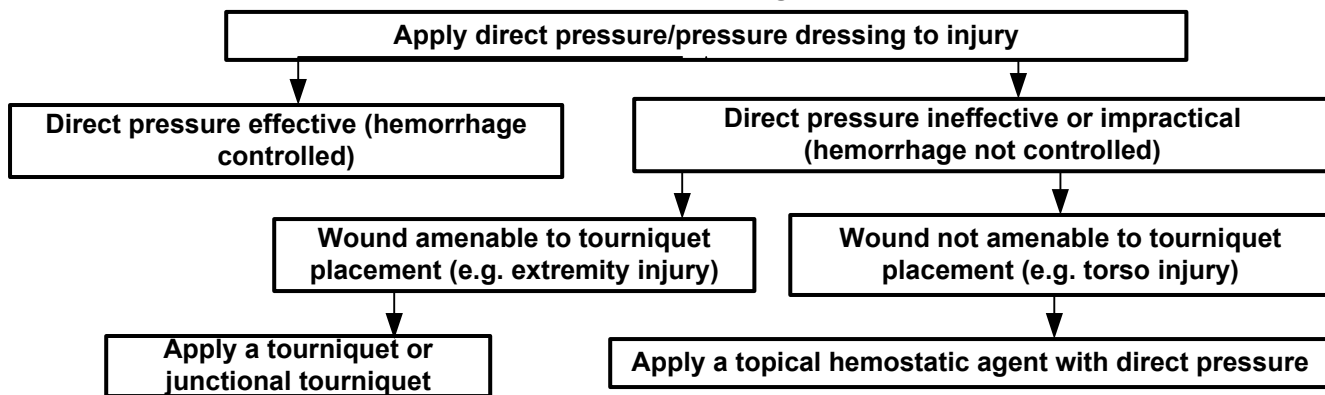 Apply direct pressure/pressure dressing to injury
Direct pressure effective (hemorrhage
controlled)
Direct pressure ineffective or impractical
(hemorrhage not controlled)
Wound amenable to tourniquet
placement (e.g. extremity injury)
Wound not amenable to tourniquet
placement (e.g. torso injury)
Apply a tourniquet or
junctional tourniquet
Apply a topical hemostatic agent with direct pressure